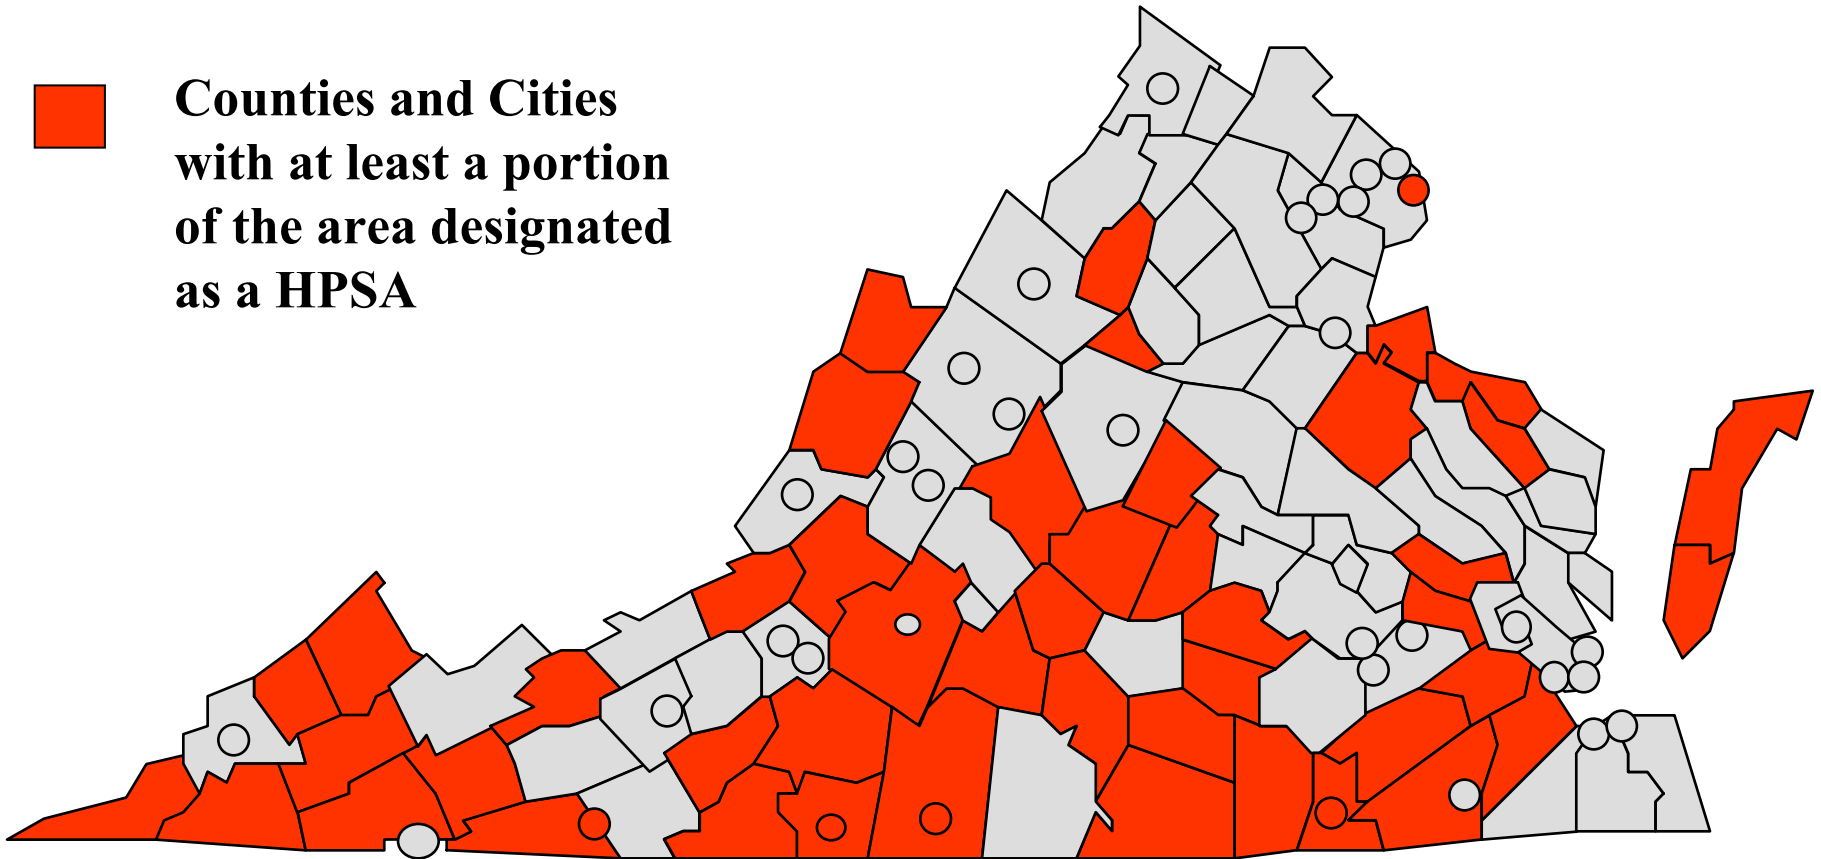 Counties and Cities
with at least a portion
of the area designated
as a HPSA